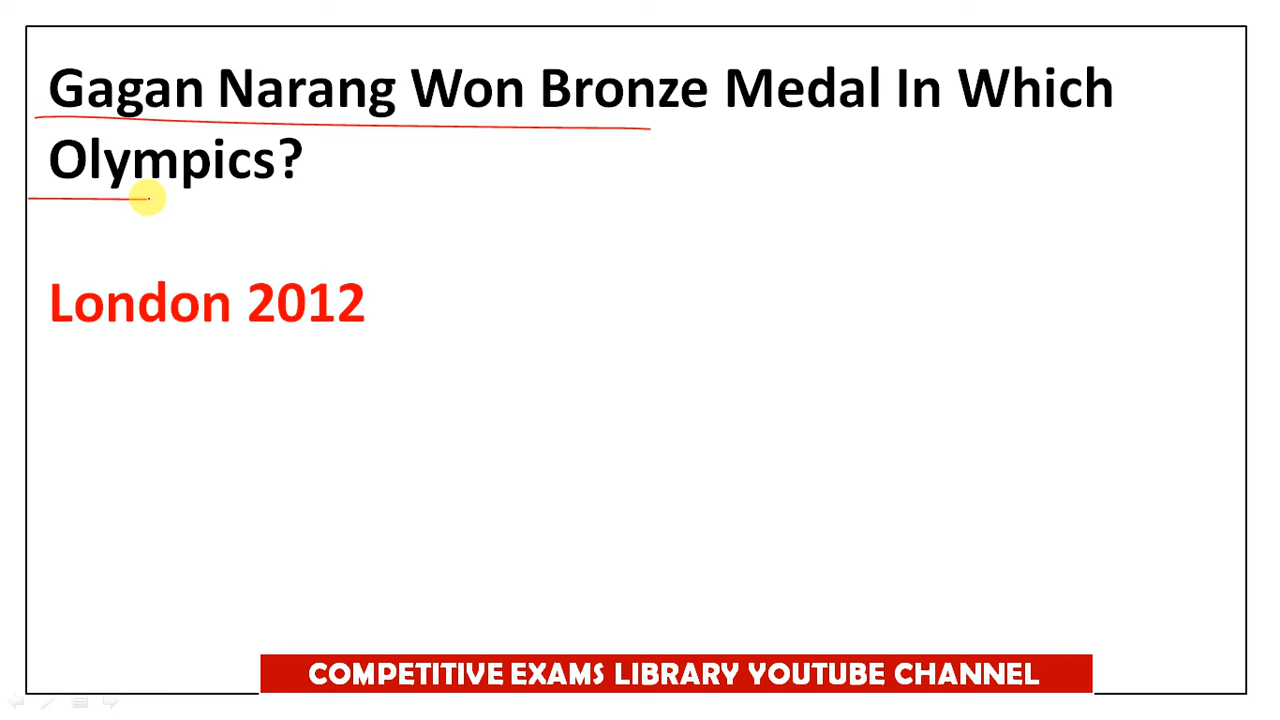 Gagan Narang Won Bronze Medal In Which
Olympics?
London 2012
COMPETITIVE EXAMS LIBRARY YOUTUBE CHANNEL